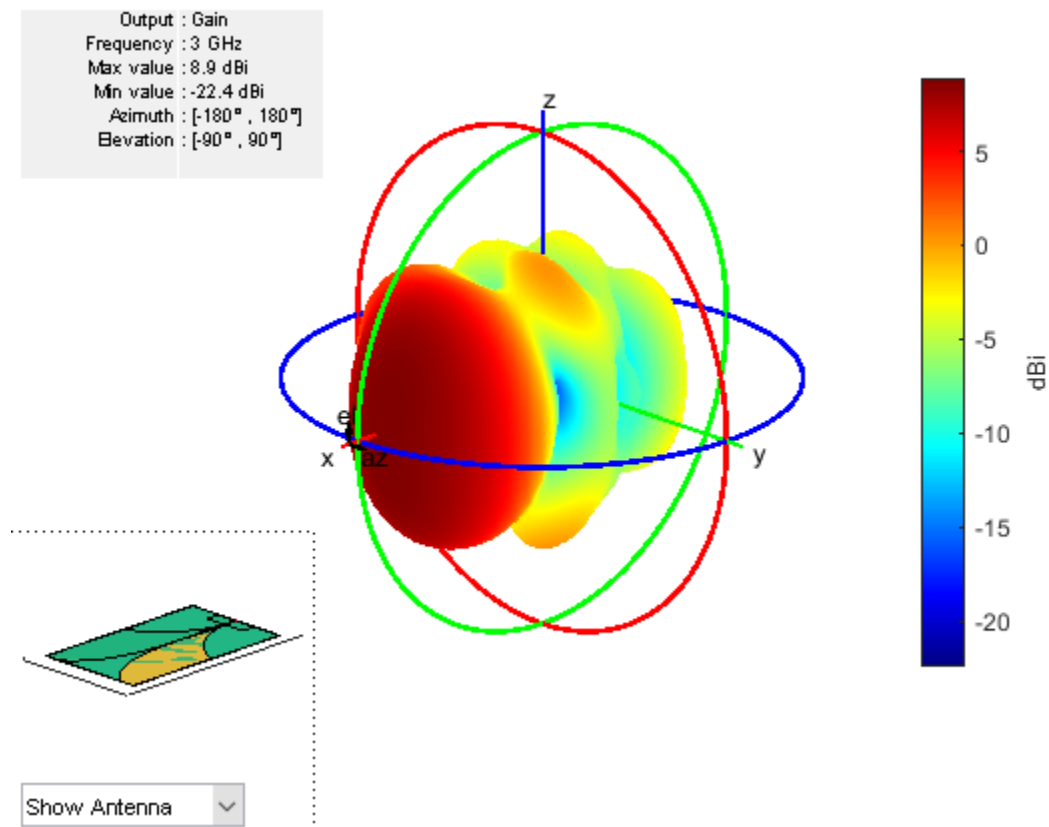 Output : Gain
Frequency : 3 GHz
Max value : 8.9 dBi
Min value : -22.4 dBi
Azimuth : [-180° , 180°]
Elevation : [-90° , 90°]
z
5
0
-5
dBi
-10
-15
-20
e
x
az
y
Show Antenna